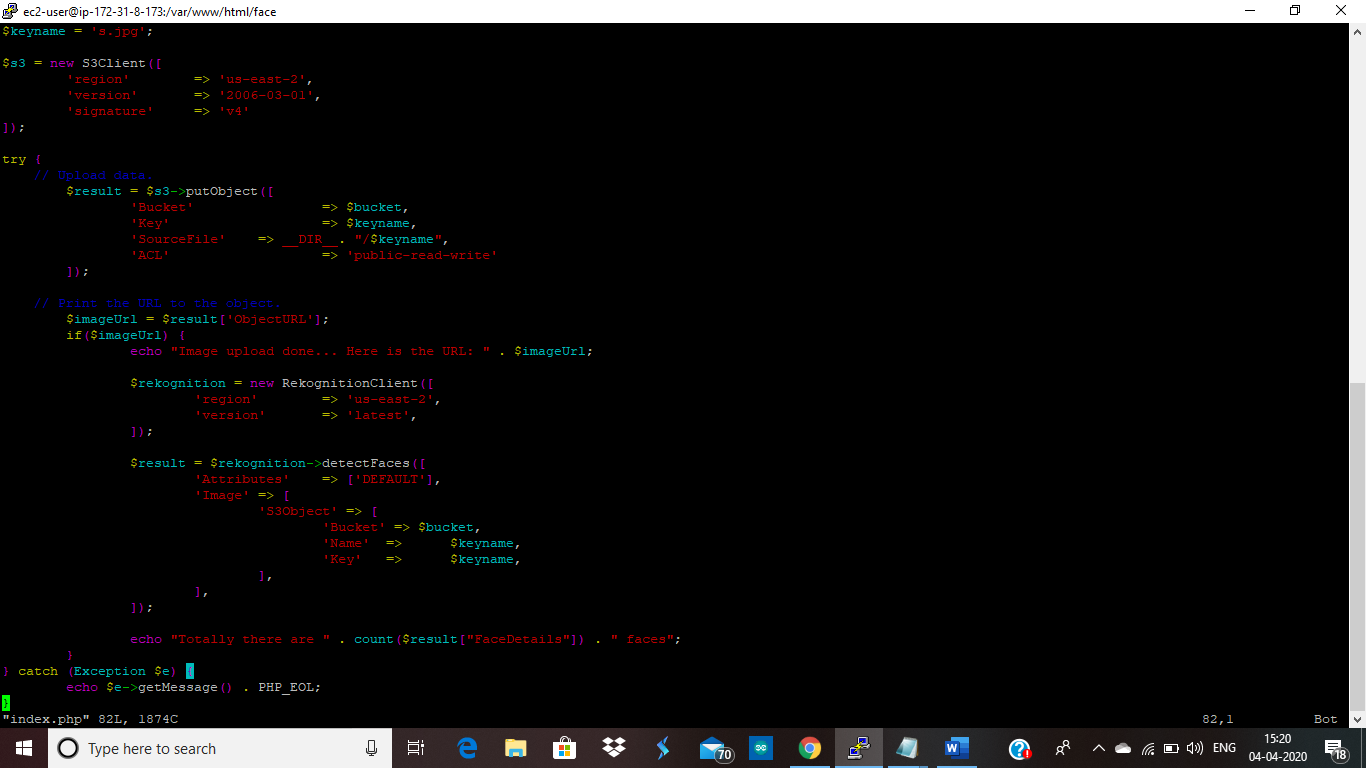 ec2-user@ip-172-31-8-173:/var/www/html/face
$keyname = 's.jpg';
$s3 = new S3Client([
'region' => 'us-east-2',
'version' => '2006-03-01',
'signature' => 'v4'
]);
try {
// Upload data.
$result = $s3->putObject([
'Bucket' => $bucket,
'Key' => $keyname,
'SourceFile' => __DIR__. "/$keyname",
'ACL' => 'public-read-write'
]);
// Print the URL to the object.
$imageUrl = $result['ObjectURL'];
if($imageUrl) {
echo "Image upload done... Here is the URL: " . $imageUrl;
$rekognition = new RekognitionClient([
'region' => 'us-east-2',
'version' => 'latest',
]);
$result = $rekognition->detectFaces([
'Attributes' => ['DEFAULT'],
'Image' => [
'S3Object' => [
'Bucket' => $bucket,
'Name' => $keyname,
'Key' => $keyname,
],
],
]);
echo "Totally there are " . count($result["FaceDetails"]) . " faces";
}
} catch (Exception $e) {
echo $e->getMessage() . PHP_EOL;
}
"index.php" 82L, 1874C 82,1 Bot
Type here to search 70 ENG 15:20
04-04-2020 18